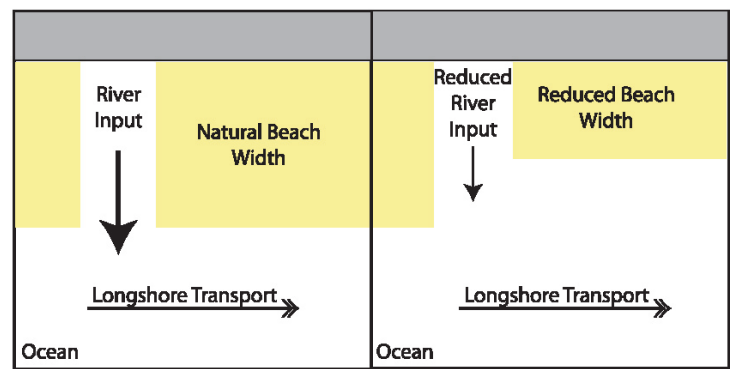 River
Input
Natural Beach
Width
Longshore Transport
Ocean
Reduced
River
Input
Reduced Beach
Width
Longshore Transport
Ocean